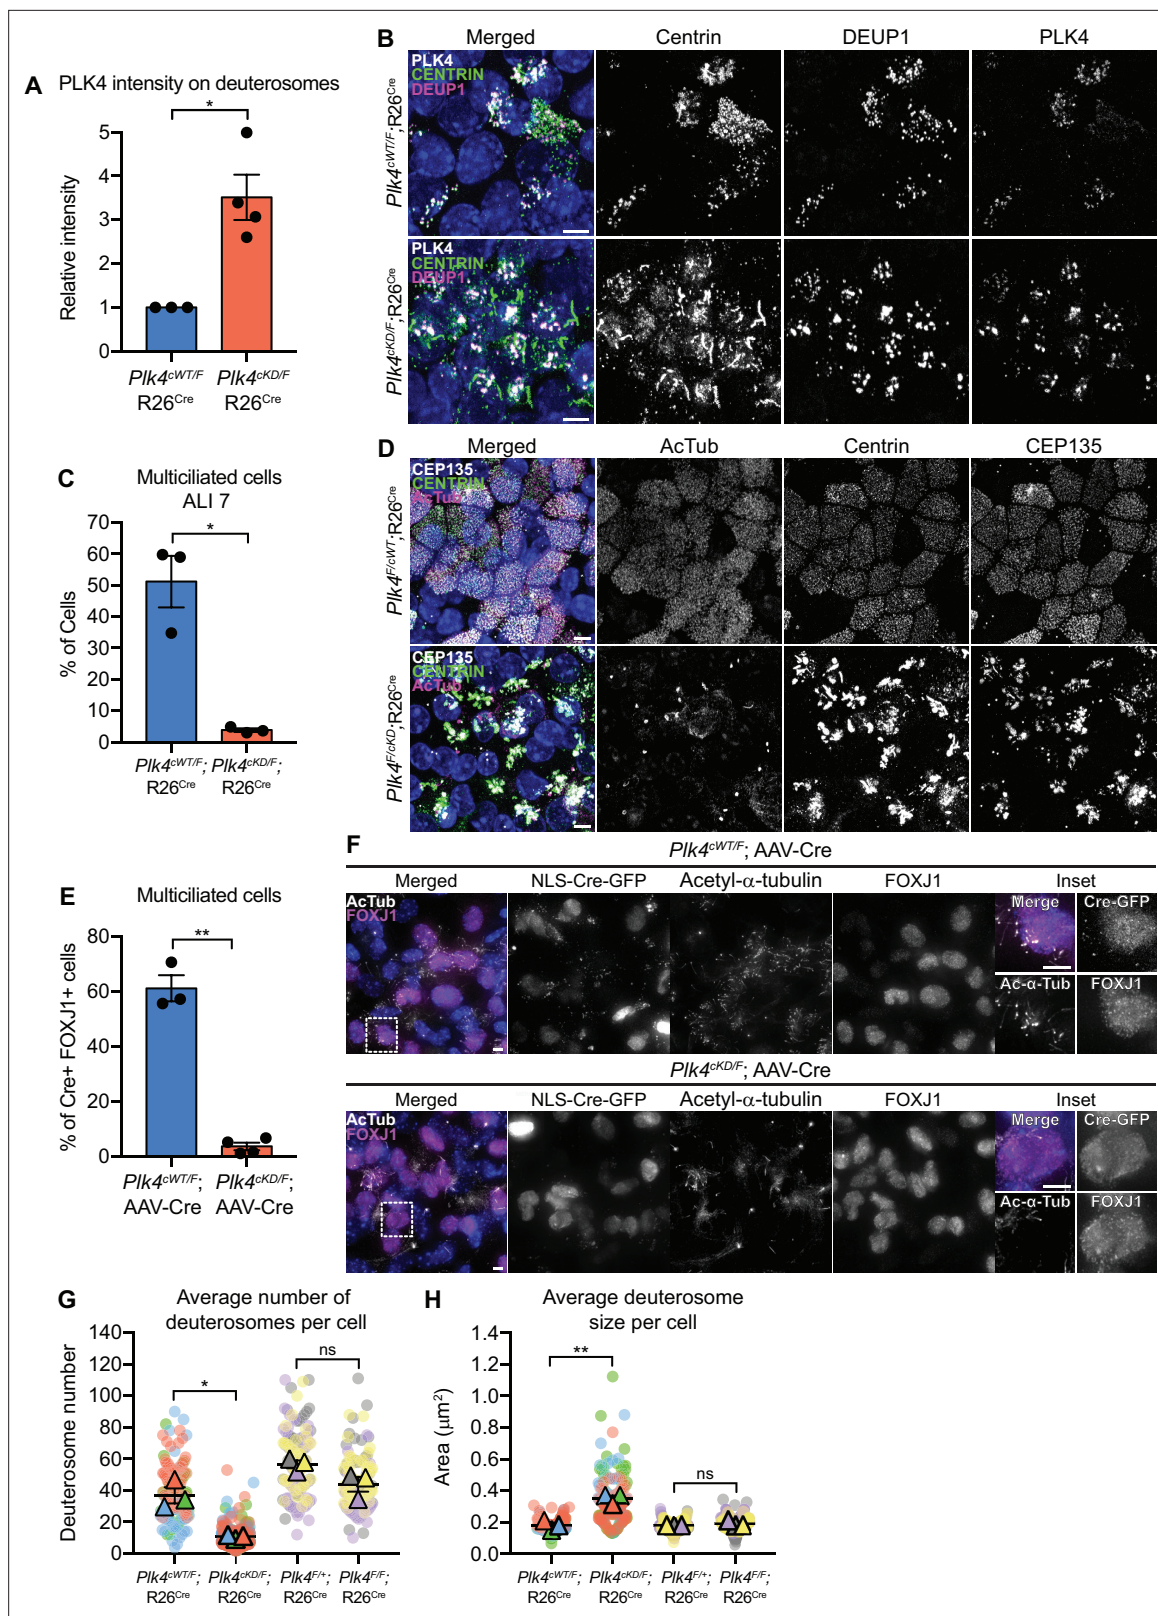 A
PLK4 intensity on deuterosomes
*
5
4
3
2
1
0
Relative intensity
Plk4cWT/F
R26Cre
Plk4cKD/F
R26Cre
B
Merged
Centrin
DEUP1
PLK4
PLK4
CENTRIN
DEUP1
Plk4cWT/F;R26Cre
PLK4
CENTRIN
DEUP1
Plk4cKD/F;R26Cre
C
Multiciliated cells
ALI 7
*
70
60
50
40
30
20
10
0
% of Cells
Plk4cWT/F;
R26Cre
Plk4cKD/F;
R26Cre
D
Merged
AcTub
Centrin
CEP135
CEP135
CENTRIN
AcTub
Plk4F/cWT;R26Cre
CEP135
CENTRIN
AcTub
Plk4F/cKD;R26Cre
E
Multiciliated cells
**
80
60
40
20
0
% of Cre+ FOXJ1+ cells
Plk4cWT/F;
AAV-Cre
Plk4cKD/F;
AAV-Cre
F
Plk4cWT/F; AAV-Cre
Merged
NLS-Cre-GFP
Acetyl-α-tubulin
FOXJ1
Inset
AcTub
FOXJ1
Merge
Cre-GFP
Ac-α-Tub
FOXJ1
Plk4cKD/F; AAV-Cre
Merged
NLS-Cre-GFP
Acetyl-α-tubulin
FOXJ1
Inset
AcTub
FOXJ1
Merge
Cre-GFP
Ac-α-Tub
FOXJ1
G
Average number of
deuterosomes per cell
140
120
100
80
60
40
20
0
Deuterosome number
*
ns
Plk4cWT/F;
R26Cre
Plk4cKD/F;
R26Cre
Plk4F/+;
R26Cre
Plk4F/F;
R26Cre
H
Average deuterosome
size per cell
1.4
1.2
1.0
0.8
0.6
0.4
0.2
0.0
Area (μm2)
**
ns
Plk4cWT/F;
R26Cre
Plk4cKD/F;
R26Cre
Plk4F/+;
R26Cre
Plk4F/F;
R26Cre